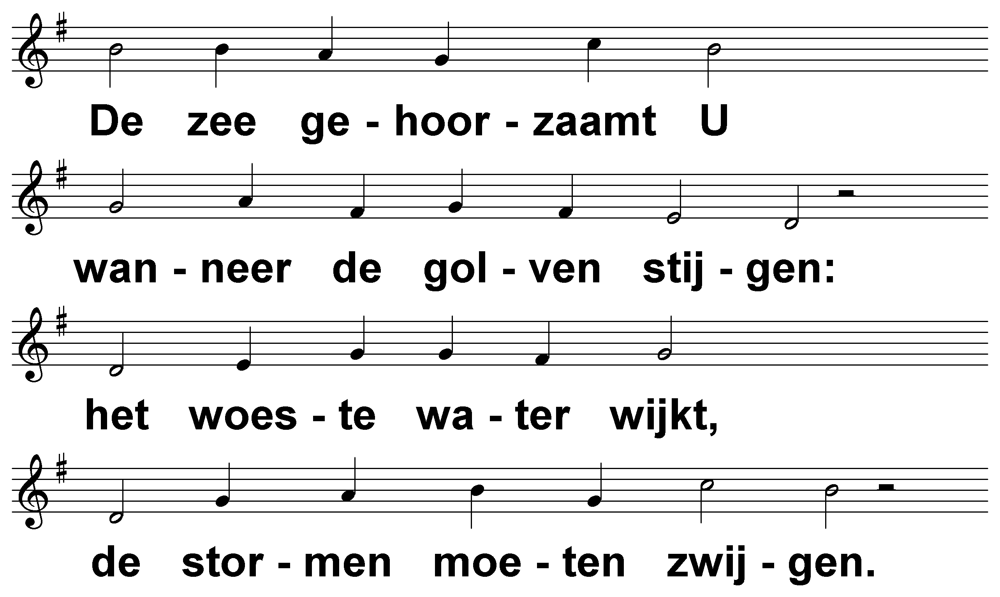 De zee ge - hoor - zaamt U
wan - neer de gol - ven stij - gen:
het woes - te wa - ter wijkt,
de stor - men moe - ten zwij - gen.